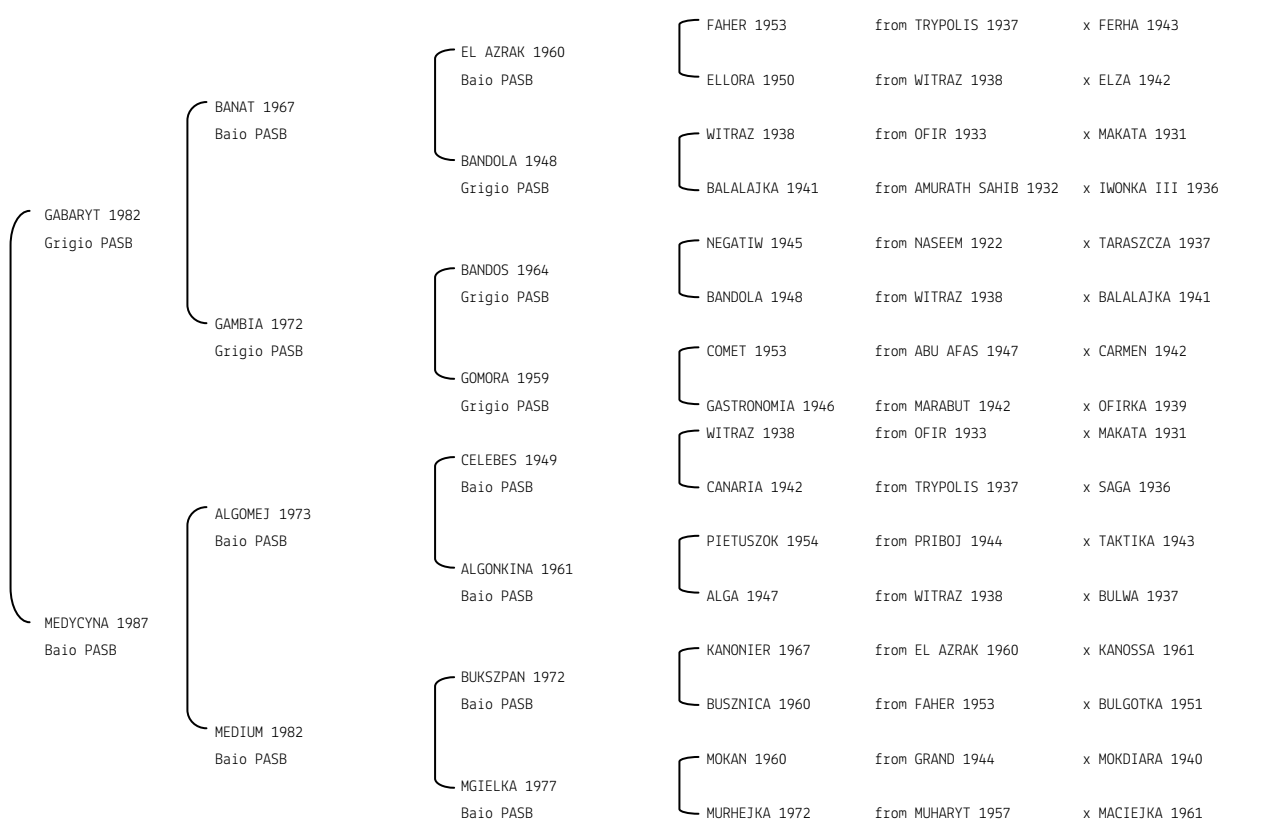 FAHER 1953 from TRYPOLIS 1937 x FERHA 1943
EL AZRAK 1960
Baio PASB
ELLORA 1950 from WITRAZ 1938 x ELZA 1942
BANAT 1967
Baio PASB
WITRAZ 1938 from OFIR 1933 x MAKATA 1931
BANDOLA 1948
Grigio PASB
BALALAJKA 1941 from AMURATH SAHIB 1932 x IWONKA III 1936
GABARYT 1982
Grigio PASB
NEGATIW 1945 from NASEEM 1922 x TARASZCZA 1937
BANDOS 1964
Grigio PASB
BANDOLA 1948 from WITRAZ 1938 x BALALAJKA 1941
GAMBIA 1972
Grigio PASB
COMET 1953 from ABU AFAS 1947 x CARMEN 1942
GOMORA 1959
Grigio PASB
GASTRONOMIA 1946 from MARABUT 1942 x OFIRKA 1939
WITRAZ 1938 from OFIR 1933 x MAKATA 1931
CELEBES 1949
Baio PASB
CANARIA 1942 from TRYPOLIS 1937 x SAGA 1936
ALGOMEJ 1973
Baio PASB
PIETUSZOK 1954 from PRIBOJ 1944 x TAKTIKA 1943
ALGONKINA 1961
Baio PASB
ALGA 1947 from WITRAZ 1938 x BULWA 1937
MEDYCYNA 1987
Baio PASB
KANONIER 1967 from EL AZRAK 1960 x KANOSSA 1961
BUKSZPAN 1972
Baio PASB
BUSZNICA 1960 from FAHER 1953 x BULGOTKA 1951
MEDIUM 1982
Baio PASB
MOKAN 1960 from GRAND 1944 x MOKDIARA 1940
MGIELKA 1977
Baio PASB
MURHEJKA 1972 from MUHARYT 1957 x MACIEJKA 1961